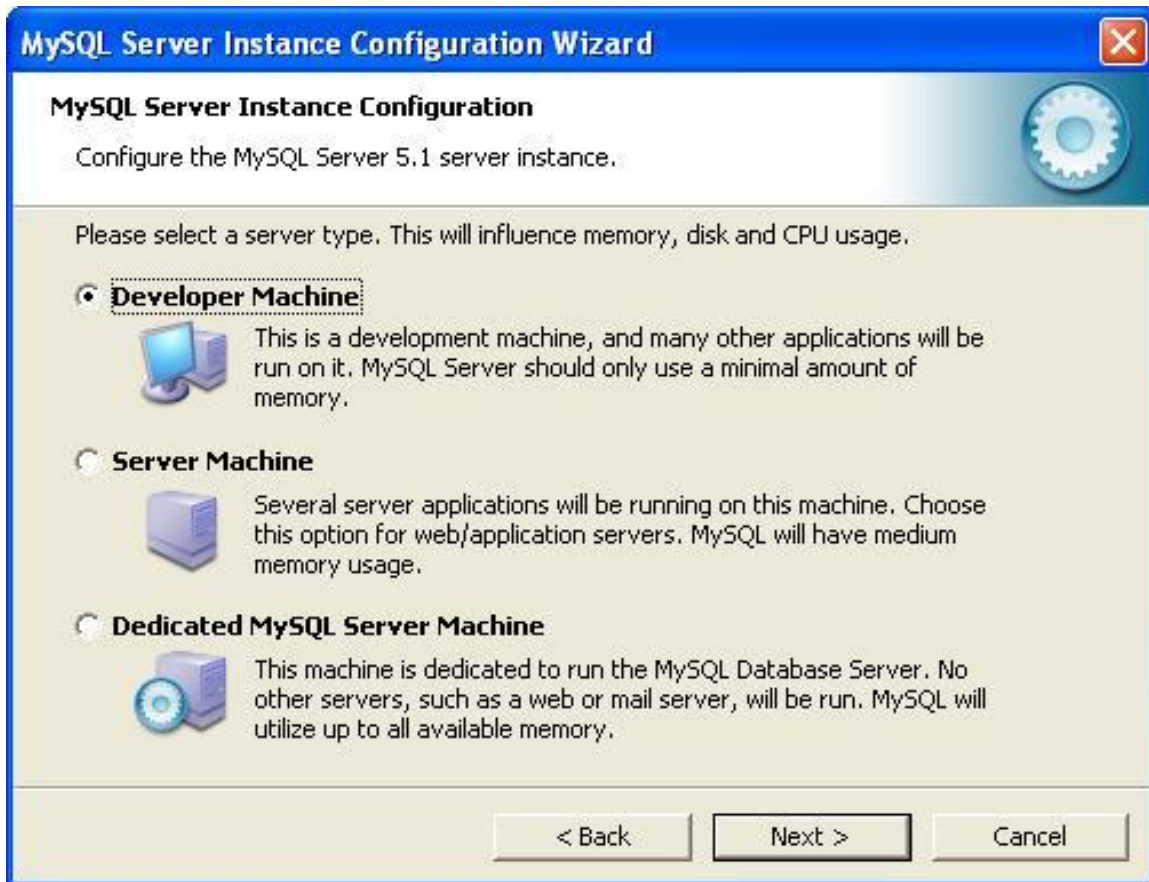 MySQL Server Instance Configuration Wizard
MySQL Server Instance Configuration
Configure the MySQL Server 5.1 server instance.
Please select a server type. This will influence memory, disk and CPU usage.
Developer Machine
This is a development machine, and many other applications will be
run on it. MySQL Server should only use a minimal amount of
memory.
Server Machine
Several server applications will be running on this machine. Choose
this option for web/application servers. MySQL will have medium
memory usage.
Dedicated MySQL Server Machine
This machine is dedicated to run the MySQL Database Server. No
other servers, such as a web or mail server, will be run. MySQL will
utilize up to all available memory.
< Back
Next >
Cancel